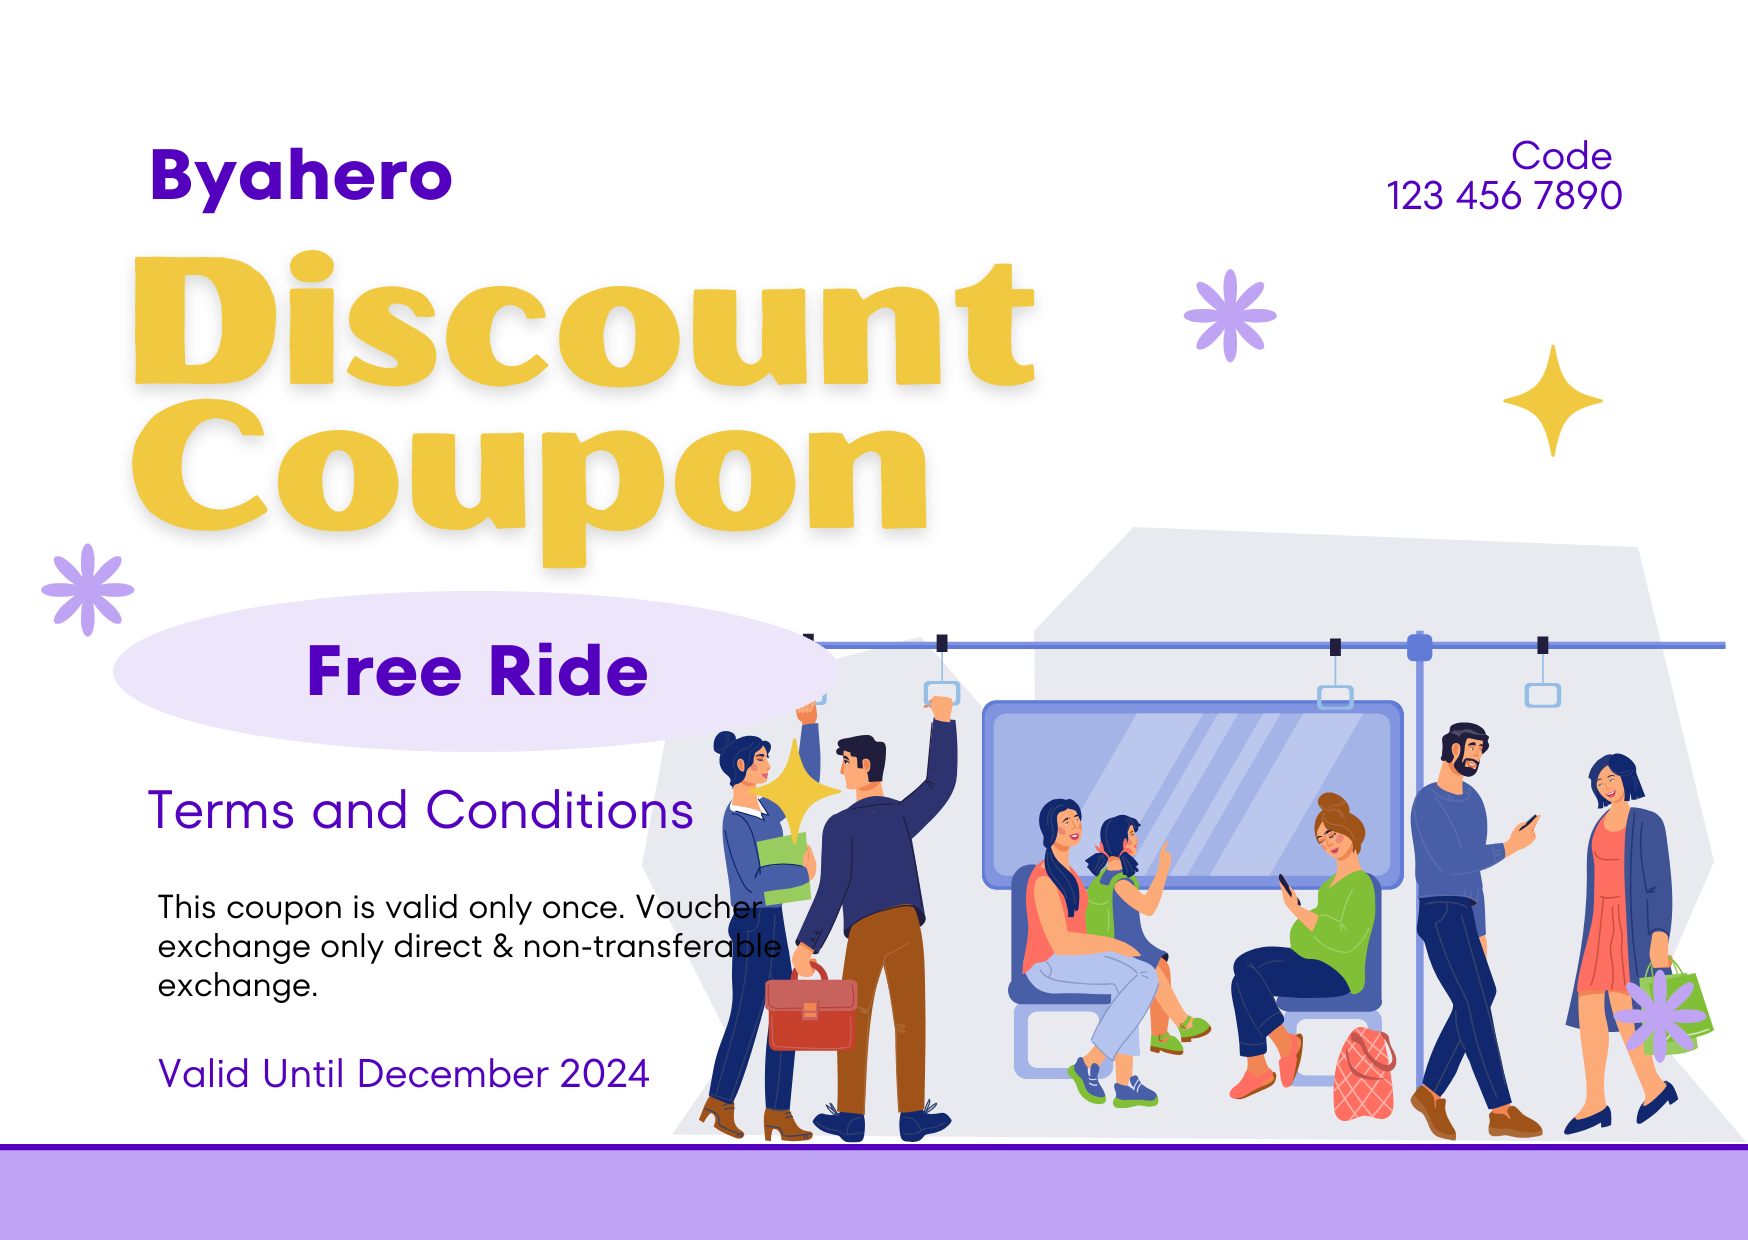 Byahero
Code
123 456 7890
Discount
Coupon
Free Ride
Terms and Conditions
This coupon is valid only once. Voucher
exchange only direct & non-transferable
exchange.
Valid Until December 2024